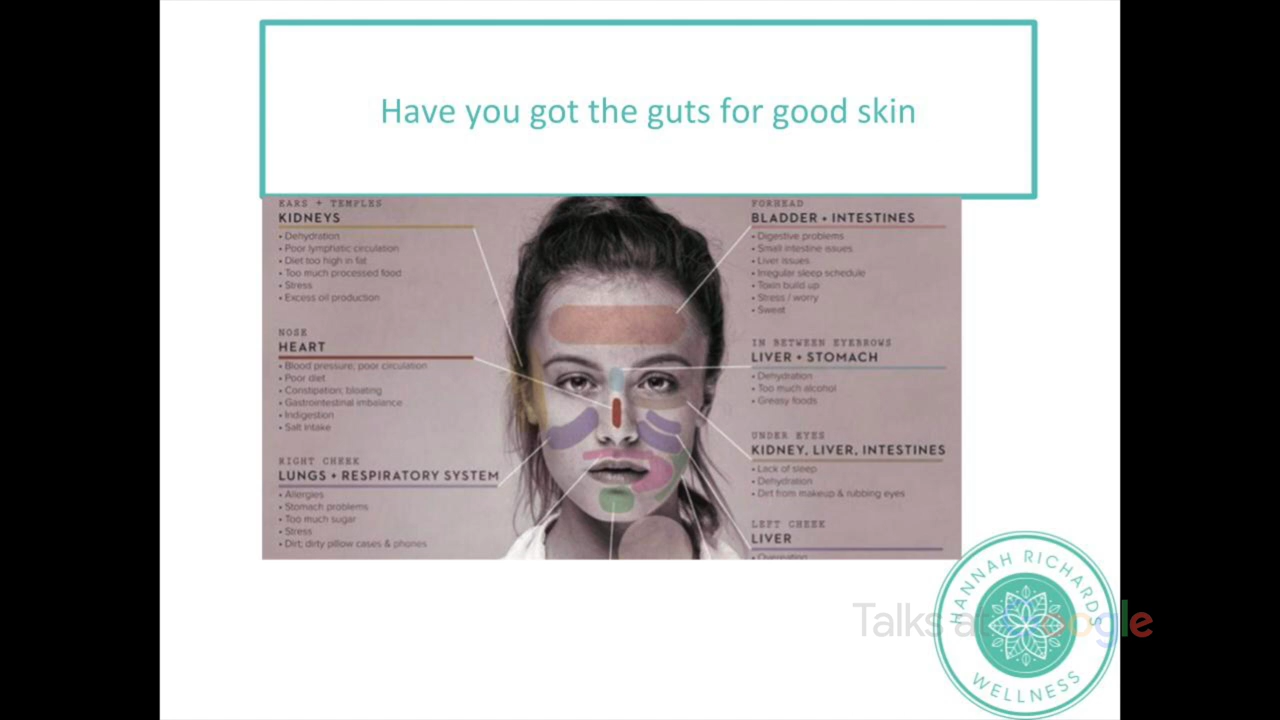 Have you got the guts for good skin
EARS + TEMPLES
KIDNEYS
• Dehydration
• Poor lymphatic circulation
• Diet too high in fat
• Too much processed food
• Stress
• Excess oil production
NOSE
HEART
• Blood pressure; poor circulation
• Poor diet
• Constipation; bloating
• Gastrointestinal imbalance
• Indigestion
• Salt intake
RIGHT CHEEK
LUNGS + RESPIRATORY SYSTEM
• Allergies
• Stomach problems
• Too much sugar
• Stress
• Dirt; dirty pillow cases & phones
FORHEAD
BLADDER + INTESTINES
• Digestive problems
• Small intestine issues
• Liver issues
• Irregular sleep schedule
• Toxin build up
• Stress / worry
• Sweat
IN BETWEEN EYEBROWS
LIVER + STOMACH
• Dehydration
• Too much alcohol
• Greasy foods
UNDER EYES
KIDNEY, LIVER, INTESTINES
• Lack of sleep
• Dehydration
• Dirt from makeup & rubbing eyes
LEFT CHEEK
LIVER
• Overeating
HANNAH RICHARDS
WELLNESS
Talks at Google